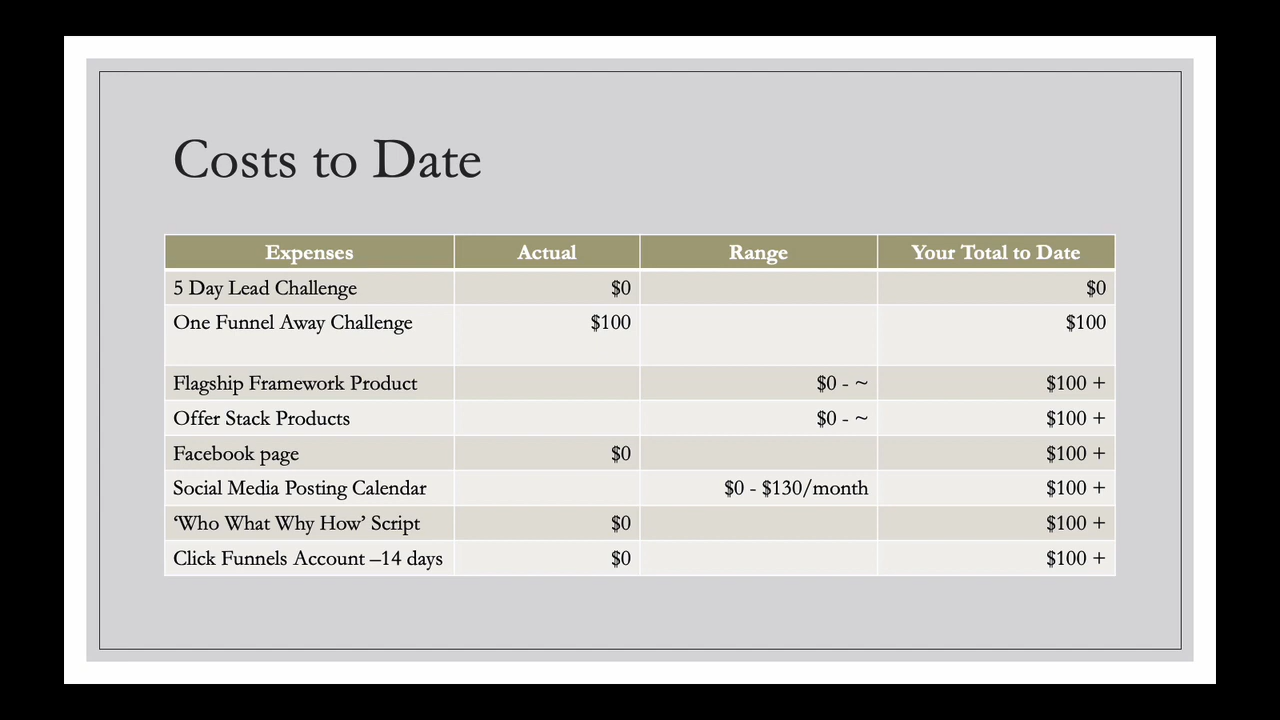 Costs to Date
Expenses Actual Range Your Total to Date
5 Day Lead Challenge $0 $0
One Funnel Away Challenge $100 $100
Flagship Framework Product $0 - ~ $100 +
Offer Stack Products $0 - ~ $100 +
Facebook page $0 $100 +
Social Media Posting Calendar $0 - $130/month $100 +
‘Who What Why How’ Script $0 $100 +
Click Funnels Account –14 days $0 $100 +